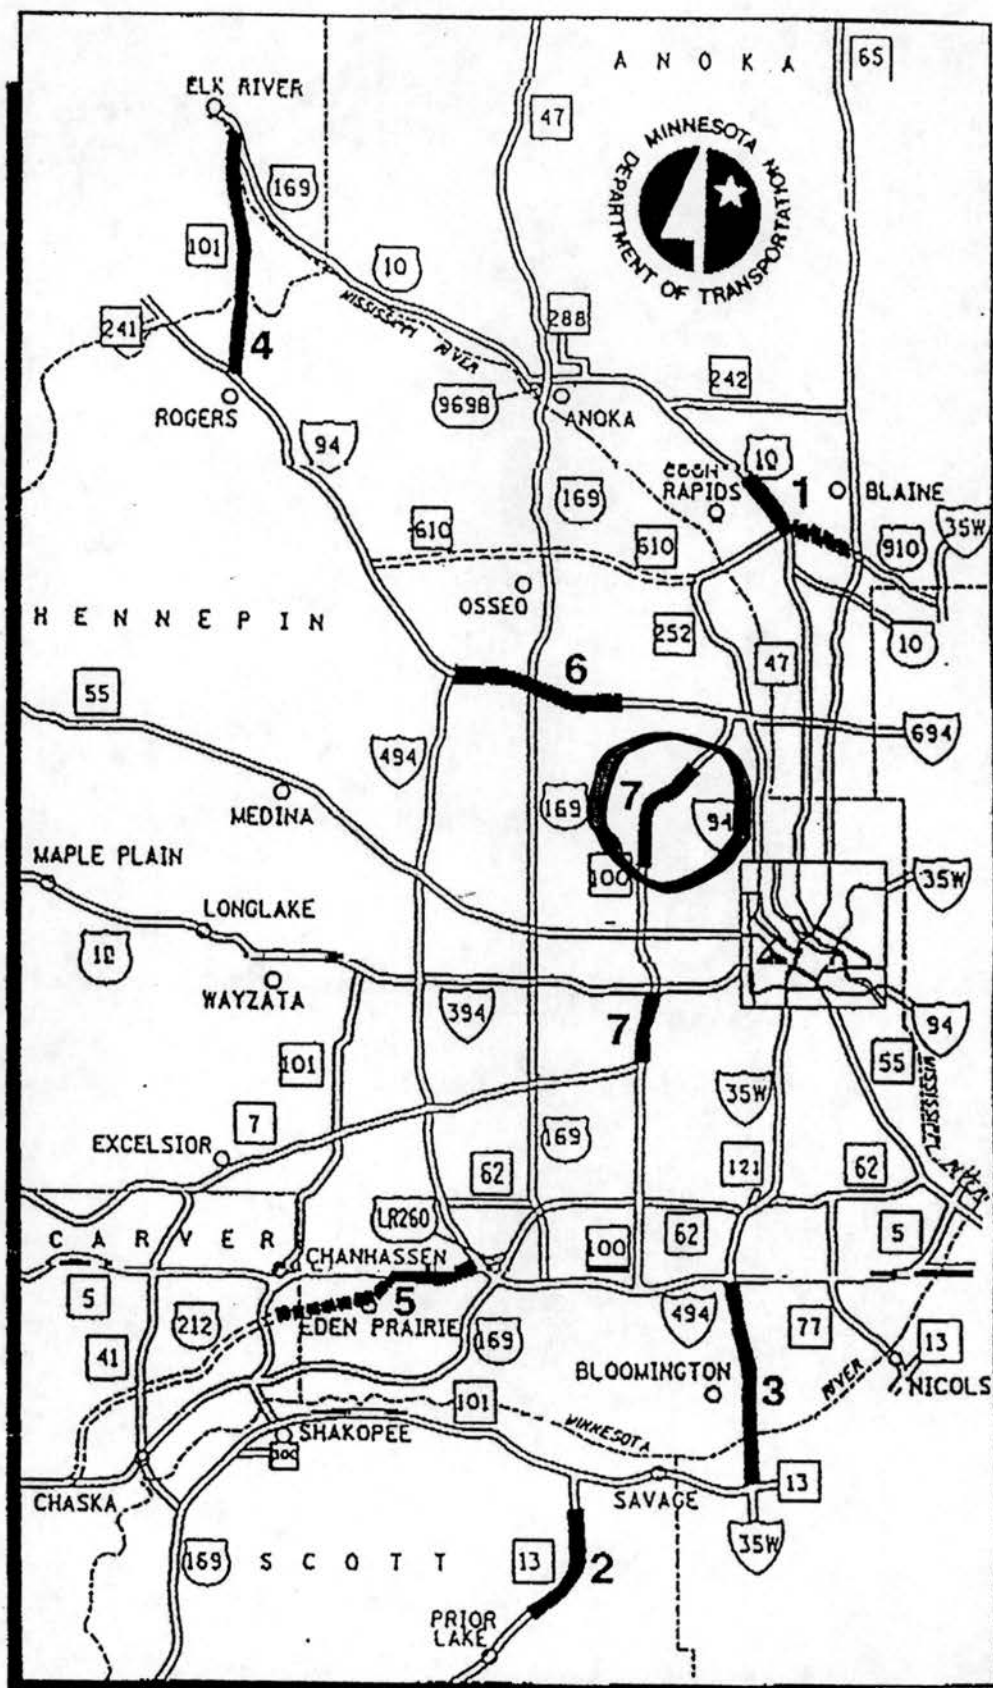 ANOKA
65
ELK RIVER
47
MINNESOTA
DEPARTMENT OF TRANSPORTATION
169
101
10
MISSISSIPPI RIVER
288
241
4
242
969B
ANOKA
ROGERS
94
10
COON
RAPIDS
1
BLAINE
169
35W
610
610
910
OSSEO
HENNEPIN
252
10
47
6
55
494
694
7
169
94
MEDINA
MAPLE PLAIN
100
35W
LONGLAKE
12
WAYZATA
394
7
94
101
55
MISSISSIPPI
RIVER
35W
7
EXCELSIOR
169
62
121
62
LR260
CARVER
CHANHASSEN
100
62
5
5
5
EDEN PRAIRIE
212
494
77
41
169
13
BLOOMINGTON
RIVER
NICOLS
3
101
SHAKOPEE
MINNESOTA
300
13
CHASKA
SAVAGE
35W
169
SCOTT
13
2
PRIOR
LAKE